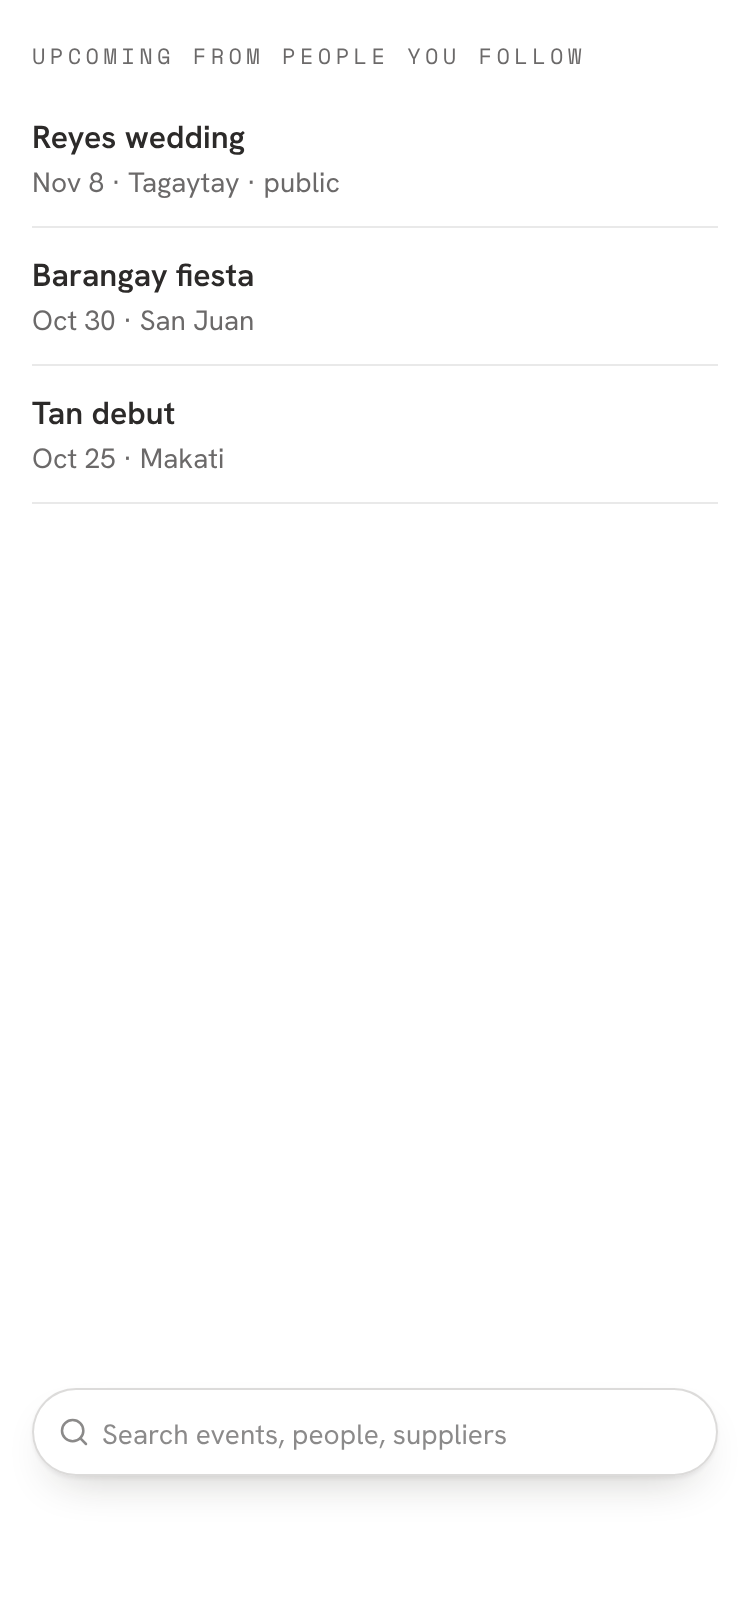 UPCOMING FROM PEOPLE YOU FOLLOW
Reyes wedding
Nov 8 · Tagaytay · public
Barangay fiesta
Oct 30 · San Juan
Tan debut
Oct 25 · Makati
Search events, people, suppliers